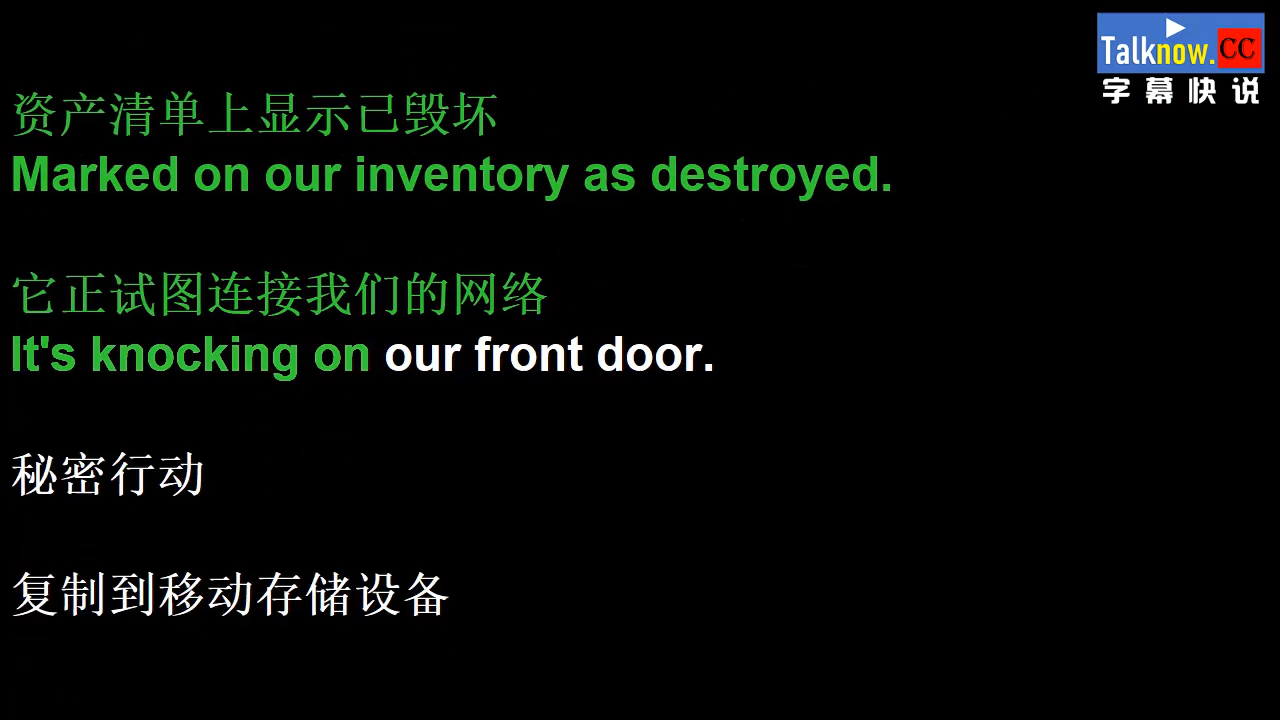 Talknow.CC
字幕快说
资产清单上显示已毁坏
Marked on our inventory as destroyed.
它正试图连接我们的网络
It's knocking on our front door.
秘密行动
复制到移动存储设备